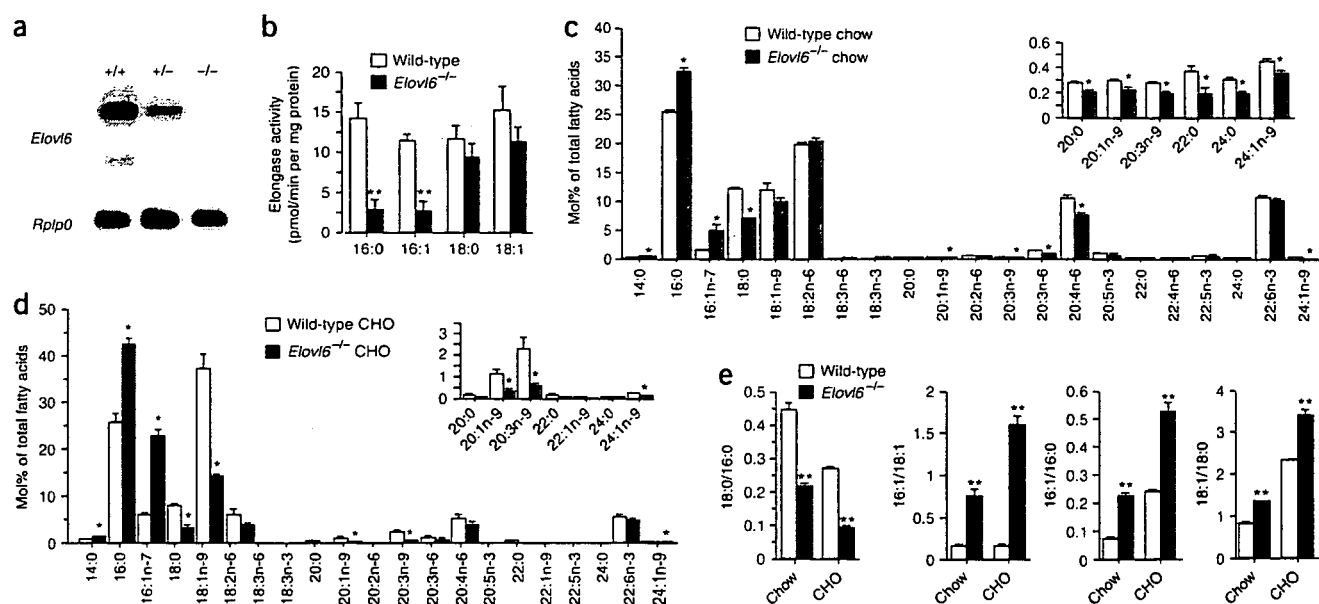 a
+/+ +/– –/–
Elovl6
Rplp0
b
Wild-type
Elovl6–/–
Elongase activity
(pmol/min per mg protein)
20
15
10
5
0
** **
16:0 16:1 18:0 18:1
c
Wild-type chow
Elovl6–/– chow
Mol% of total fatty acids
40
35
30
25
20
15
10
5
0
* * * * * * * * *
14:0 16:0 16:1n-7 18:0 18:1n-9 18:2n-6 18:3n-6 18:3n-3 20:0 20:1n-9 20:2n-6 20:3n-9 20:3n-6 20:4n-6 20:5n-3 22:0 22:4n-6 22:5n-3 24:0 22:6n-3 24:1n-9
0.6
0.4
0.2
0
* * * * * *
20:0 20:1n-9 20:3n-9 22:0 24:0 24:1n-9
d
Wild-type CHO
Elovl6–/– CHO
Mol% of total fatty acids
50
40
30
20
10
0
* * * * * * * *
14:0 16:0 16:1n-7 18:0 18:1n-9 18:2n-6 18:3n-6 18:3n-3 20:0 20:1n-9 20:2n-6 20:3n-9 20:3n-6 20:4n-6 20:5n-3 22:0 22:1n-9 22:5n-3 24:0 22:6n-3 24:1n-9
3
2
1
0
* * *
20:0 20:1n-9 20:3n-9 22:0 22:1n-9 24:0 24:1n-9
e
Wild-type
Elovl6–/–
18:0/16:0
0.5
0.4
0.3
0.2
0.1
0
** **
Chow CHO
16:1/18:1
2
1
0
** **
Chow CHO
16:1/16:0
0.6
0.5
0.4
0.3
0.2
0.1
0
** **
Chow CHO
18:1/18:0
4
3
2
1
0
** **
Chow CHO